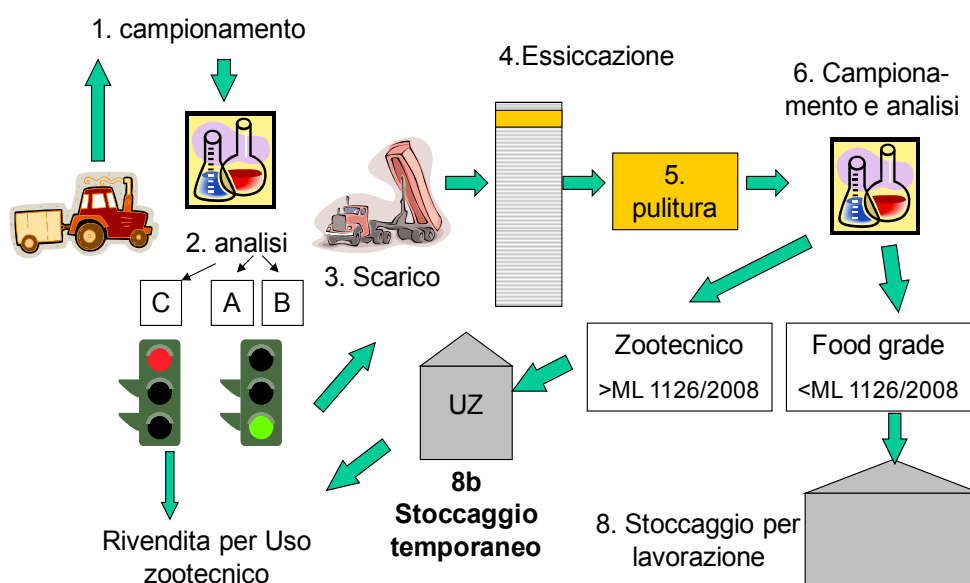 1. campionamento
2. analisi
C
A
B
3. Scarico
4.Essiccazione
5.
pulitura
6. Campiona-
mento e analisi
Zootecnico
>ML 1126/2008
Food grade
<ML 1126/2008
UZ
8b
Stoccaggio
temporaneo
8. Stoccaggio per
lavorazione
Rivendita per Uso
zootecnico